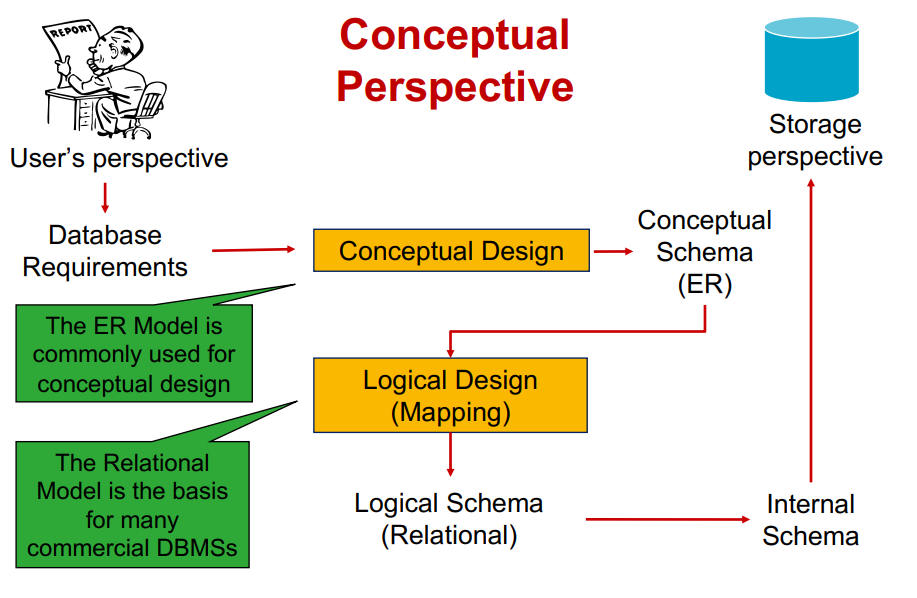 Conceptual
Perspective
REPORT
User’s perspective
Storage
perspective
Database
Requirements
Conceptual Design
Conceptual
Schema
(ER)
The ER Model is
commonly used for
conceptual design
Logical Design
(Mapping)
The Relational
Model is the basis
for many
commercial DBMSs
Logical Schema
(Relational)
Internal
Schema